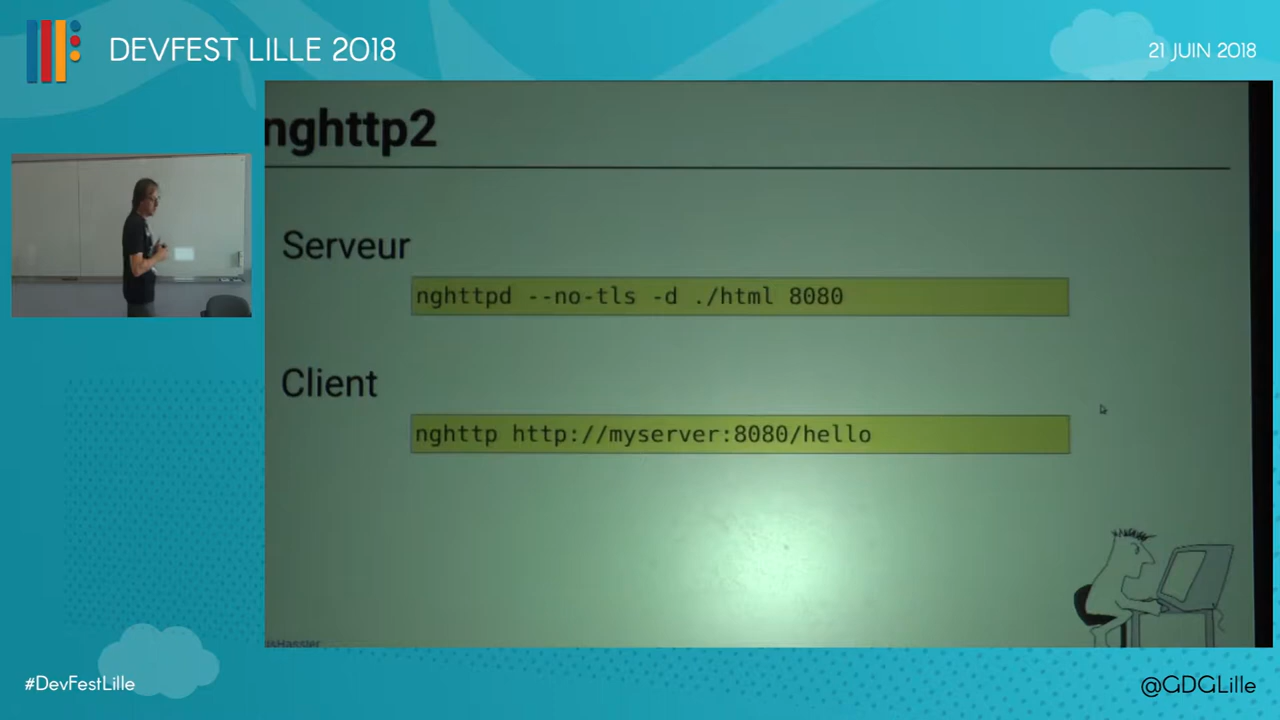 DEVFEST LILLE 2018
21 JUIN 2018
nghttp2
Serveur
nghttpd --no-tls -d ./html 8080
Client
nghttp http://myserver:8080/hello
#DevFestLille
@GDGLille